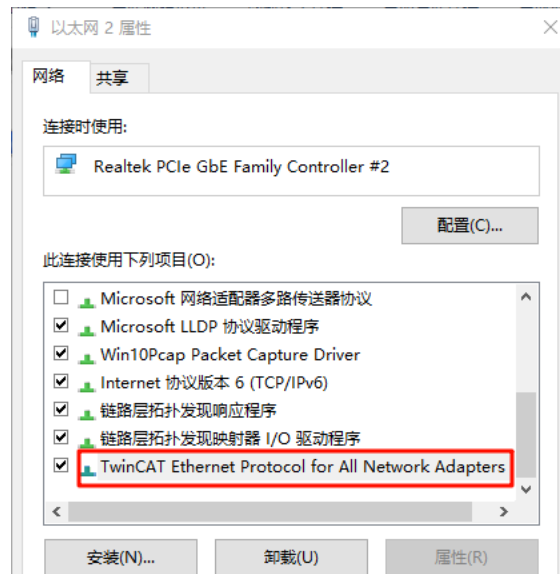 以太网 2 属性
网络 共享
连接时使用:
Realtek PCIe GbE Family Controller #2
配置(C)...
此连接使用下列项目(O):
Microsoft 网络适配器多路传送器协议
Microsoft LLDP 协议驱动程序
Win10Pcap Packet Capture Driver
Internet 协议版本 6 (TCP/IPv6)
链路层拓扑发现响应程序
链路层拓扑发现映射器 I/O 驱动程序
TwinCAT Ethernet Protocol for All Network Adapters
安装(N)... 卸载(U) 属性(R)